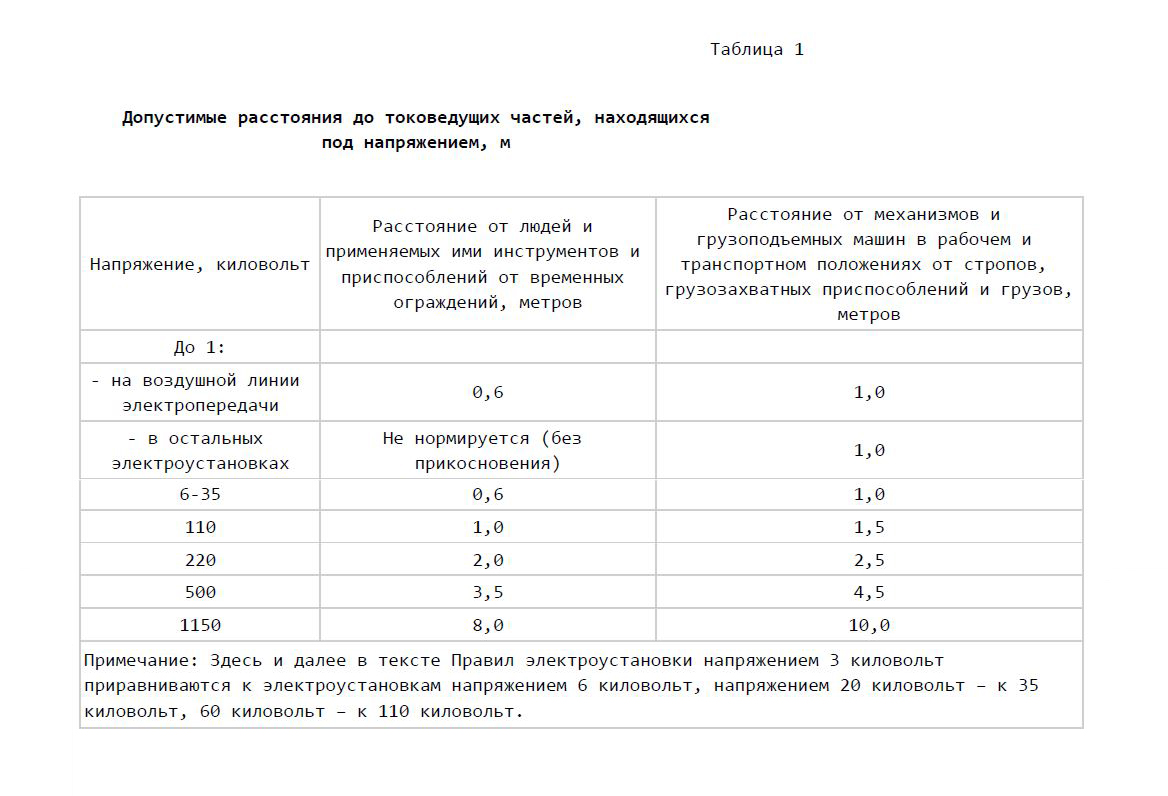 Таблица 1
Допустимые расстояния до токоведущих частей, находящихся
под напряжением, м
Напряжение, киловольт
Расстояние от людей и
применяемых ими инструментов и
приспособлений от временных
ограждений, метров
Расстояние от механизмов и
грузоподъемных машин в рабочем и
транспортном положениях от стропов,
грузозахватных приспособлений и грузов,
метров
До 1:
- на воздушной линии
электропередачи
0,6
1,0
- в остальных
электроустановках
Не нормируется (без
прикосновения)
1,0
6-35
0,6
1,0
110
1,0
1,5
220
2,0
2,5
500
3,5
4,5
1150
8,0
10,0
Примечание: Здесь и далее в тексте Правил электроустановки напряжением 3 киловольт
приравниваются к электроустановкам напряжением 6 киловольт, напряжением 20 киловольт – к 35
киловольт, 60 киловольт – к 110 киловольт.